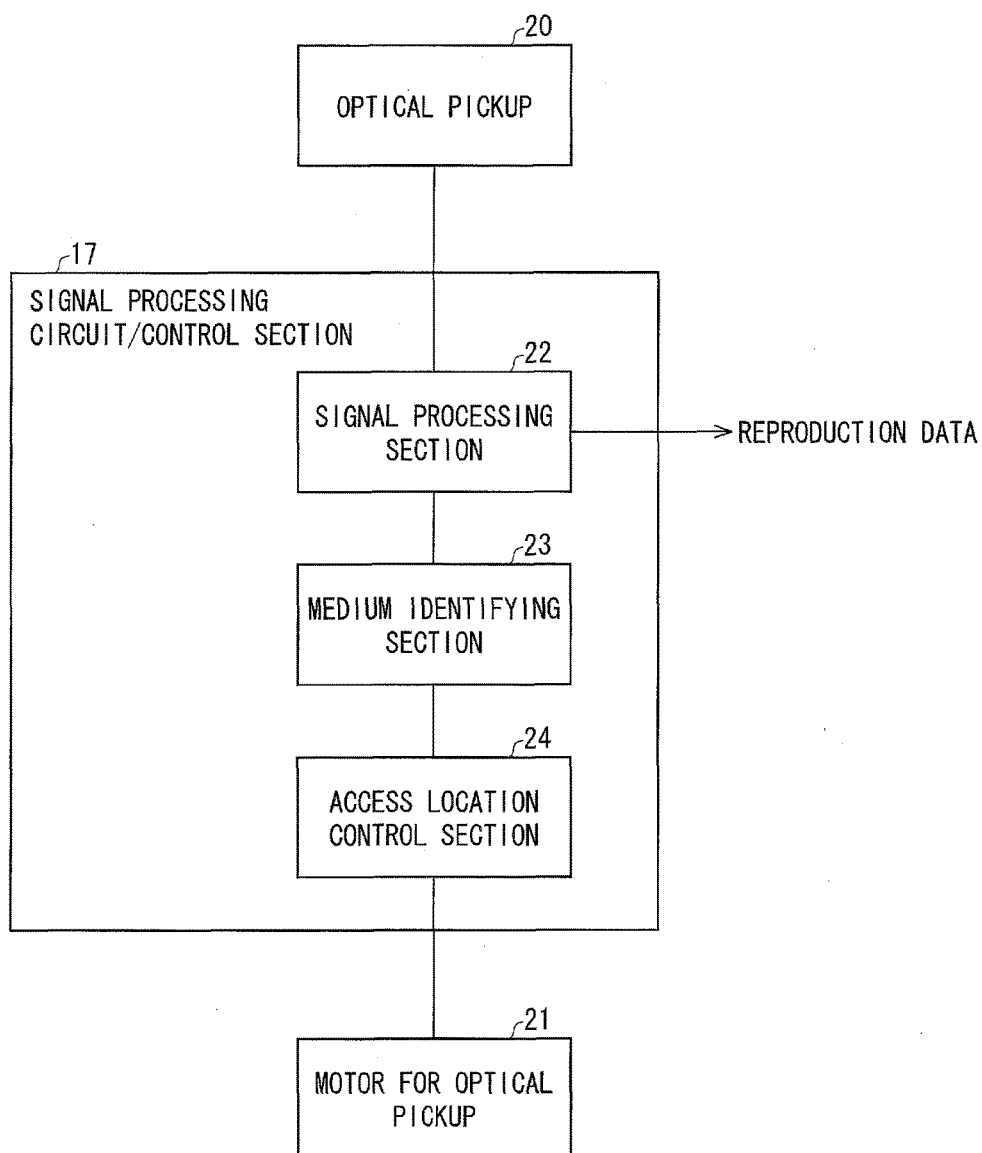 20
OPTICAL PICKUP
17
SIGNAL PROCESSING
CIRCUIT/CONTROL SECTION
22
SIGNAL PROCESSING
SECTION
REPRODUCTION DATA
23
MEDIUM IDENTIFYING
SECTION
24
ACCESS LOCATION
CONTROL SECTION
21
MOTOR FOR OPTICAL
PICKUP